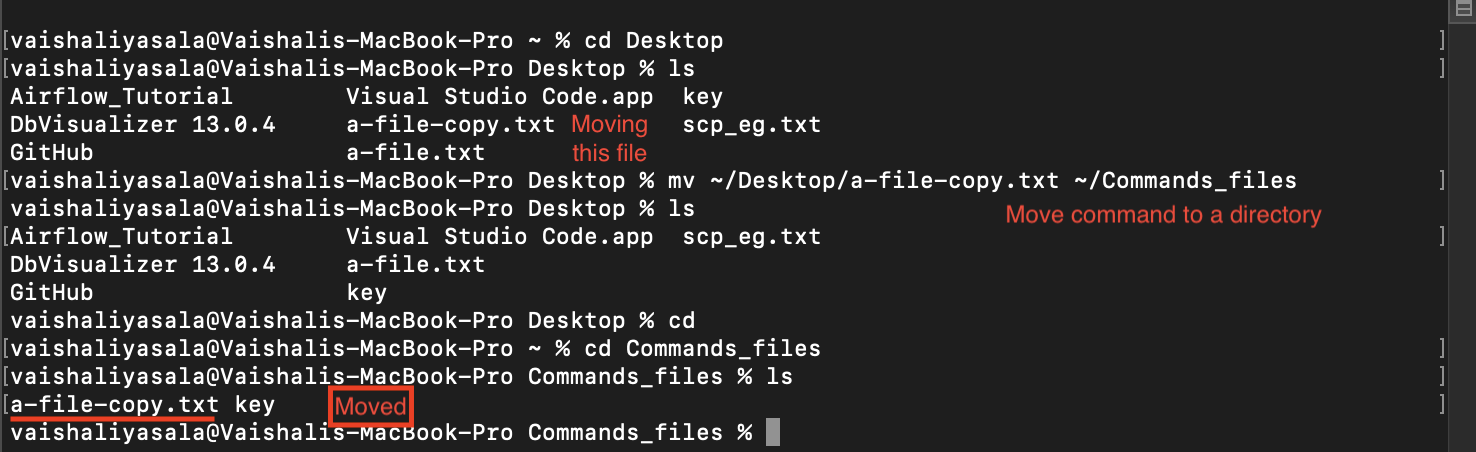 [vaishaliyasala@Vaishalis-MacBook-Pro ~ % cd Desktop ]
[vaishaliyasala@Vaishalis-MacBook-Pro Desktop % ls ]
Airflow_Tutorial Visual Studio Code.app key
DbVisualizer 13.0.4 a-file-copy.txt Moving scp_eg.txt
GitHub a-file.txt this file
[vaishaliyasala@Vaishalis-MacBook-Pro Desktop % mv ~/Desktop/a-file-copy.txt ~/Commands_files ]
vaishaliyasala@Vaishalis-MacBook-Pro Desktop % ls
Move command to a directory
[Airflow_Tutorial Visual Studio Code.app scp_eg.txt ]
DbVisualizer 13.0.4 a-file.txt
GitHub key
vaishaliyasala@Vaishalis-MacBook-Pro Desktop % cd
[vaishaliyasala@Vaishalis-MacBook-Pro ~ % cd Commands_files ]
[vaishaliyasala@Vaishalis-MacBook-Pro Commands_files % ls ]
[a-file-copy.txt key Moved ]
vaishaliyasala@Vaishalis-MacBook-Pro Commands_files %